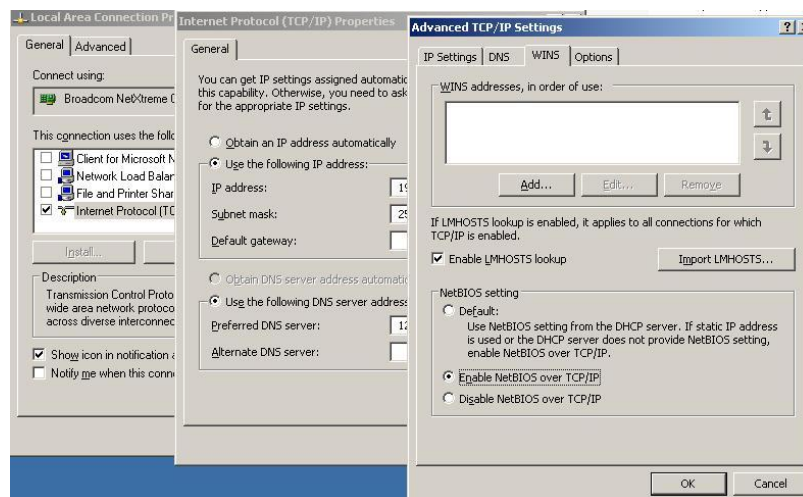 Local Area Connection Pr
General
Advanced
Connect using:
Broadcom NetXtreme G
This connection uses the follo
Client for Microsoft N
Network Load Balan
File and Printer Shar
Internet Protocol (TC
Install...
Description
Transmission Control Proto
wide area network protoco
across diverse interconnec
Show icon in notification a
Notify me when this conn
Internet Protocol (TCP/IP) Properties
General
You can get IP settings assigned automatic
this capability. Otherwise, you need to ask
for the appropriate IP settings.
Obtain an IP address automatically
Use the following IP address:
IP address:
19
Subnet mask:
25
Default gateway:
Obtain DNS server address automatic
Use the following DNS server address
Preferred DNS server:
12
Alternate DNS server:
Advanced TCP/IP Settings
IP Settings
DNS
WINS
Options
WINS addresses, in order of use:
Add...
Edit...
Remove
If LMHOSTS lookup is enabled, it applies to all connections for which
TCP/IP is enabled.
Enable LMHOSTS lookup
Import LMHOSTS...
NetBIOS setting
Default:
Use NetBIOS setting from the DHCP server. If static IP address
is used or the DHCP server does not provide NetBIOS setting,
enable NetBIOS over TCP/IP.
Enable NetBIOS over TCP/IP
Disable NetBIOS over TCP/IP
OK
Cancel